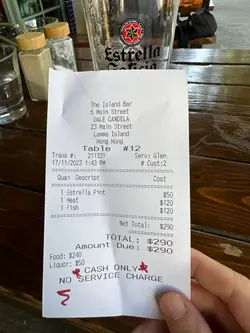 Estrella
Galicia
The Island Bar
6 Main Street
DALE CANDELA
23 Main Street
Lamma Island
Hong Kong
Table #12
Trans #: 211331 Serv: Glen
17/11/2023 1:43 PM # Cust:2
Quan Descript Cost
1 Estrella Pint $50
1 Meat $120
1 Fish $120
Net Total: $290
TOTAL: $290
Amount Due: $290
Food: $240
Liquor: $50
* CASH ONLY *
NO SERVICE CHARGE